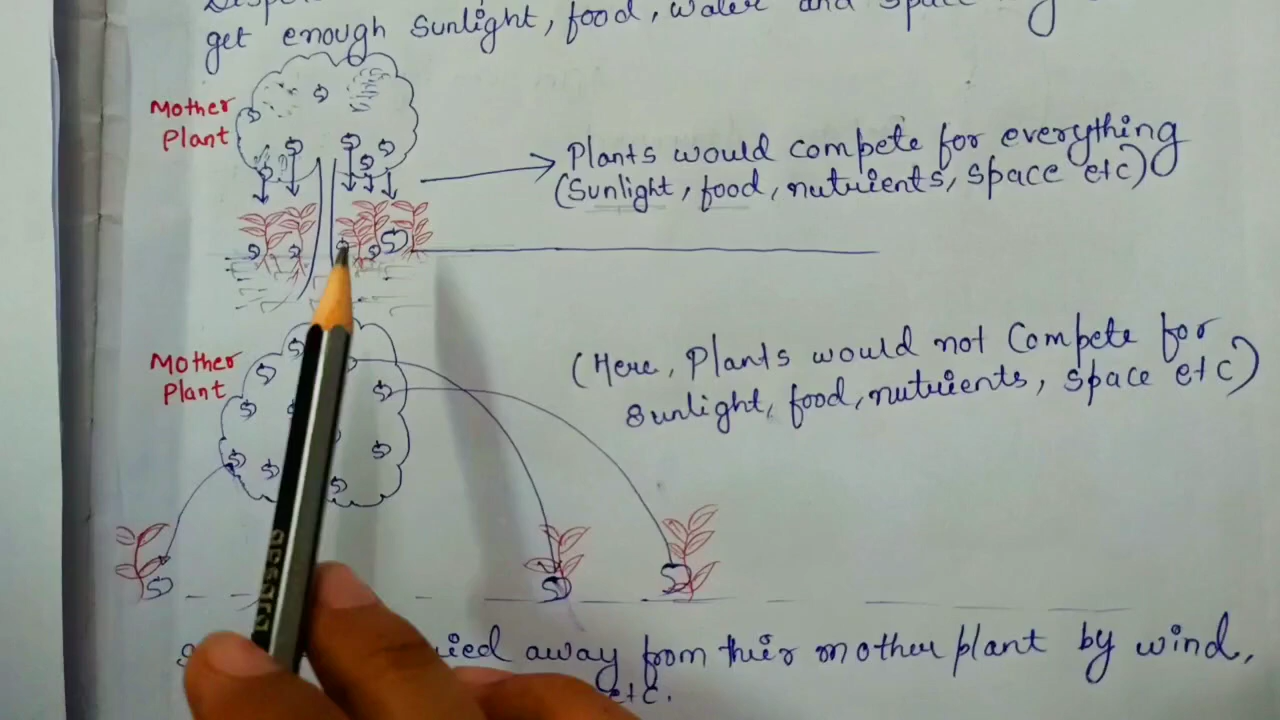 get enough sunlight, food, water and space
Mother
Plant
Plants would compete for everything
(Sunlight, food, nutrients, space etc)
Mother
Plant
(Here, Plants would not Compete for
sunlight, food, nutrients, space etc)
away from their mother plant by wind,
etc.